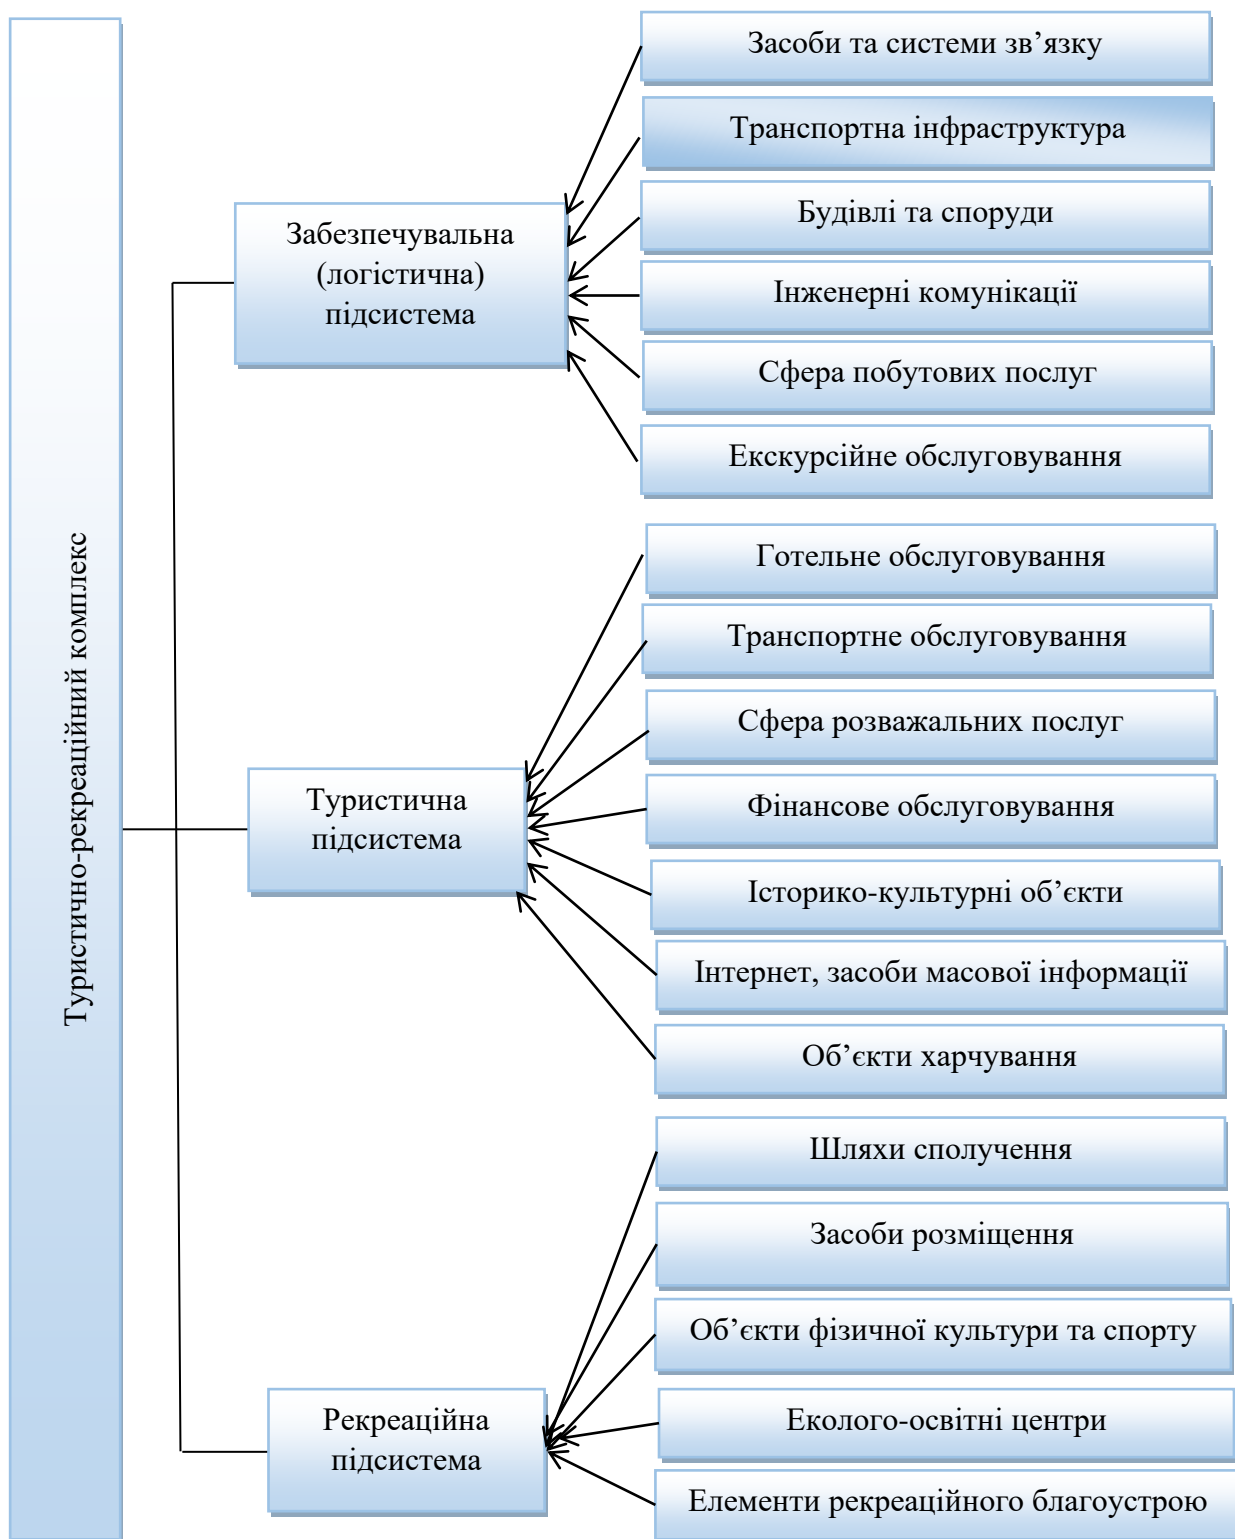 Туристично-рекреаційний комплекс
Забезпечувальна
(логістична)
підсистема
Засоби та системи зв’язку
Транспортна інфраструктура
Будівлі та споруди
Інженерні комунікації
Сфера побутових послуг
Екскурсійне обслуговування
Туристична
підсистема
Готельне обслуговування
Транспортне обслуговування
Сфера розважальних послуг
Фінансове обслуговування
Історико-культурні об’єкти
Інтернет, засоби масової інформації
Об’єкти харчування
Рекреаційна
підсистема
Шляхи сполучення
Засоби розміщення
Об’єкти фізичної культури та спорту
Еколого-освітні центри
Елементи рекреаційного благоустрою